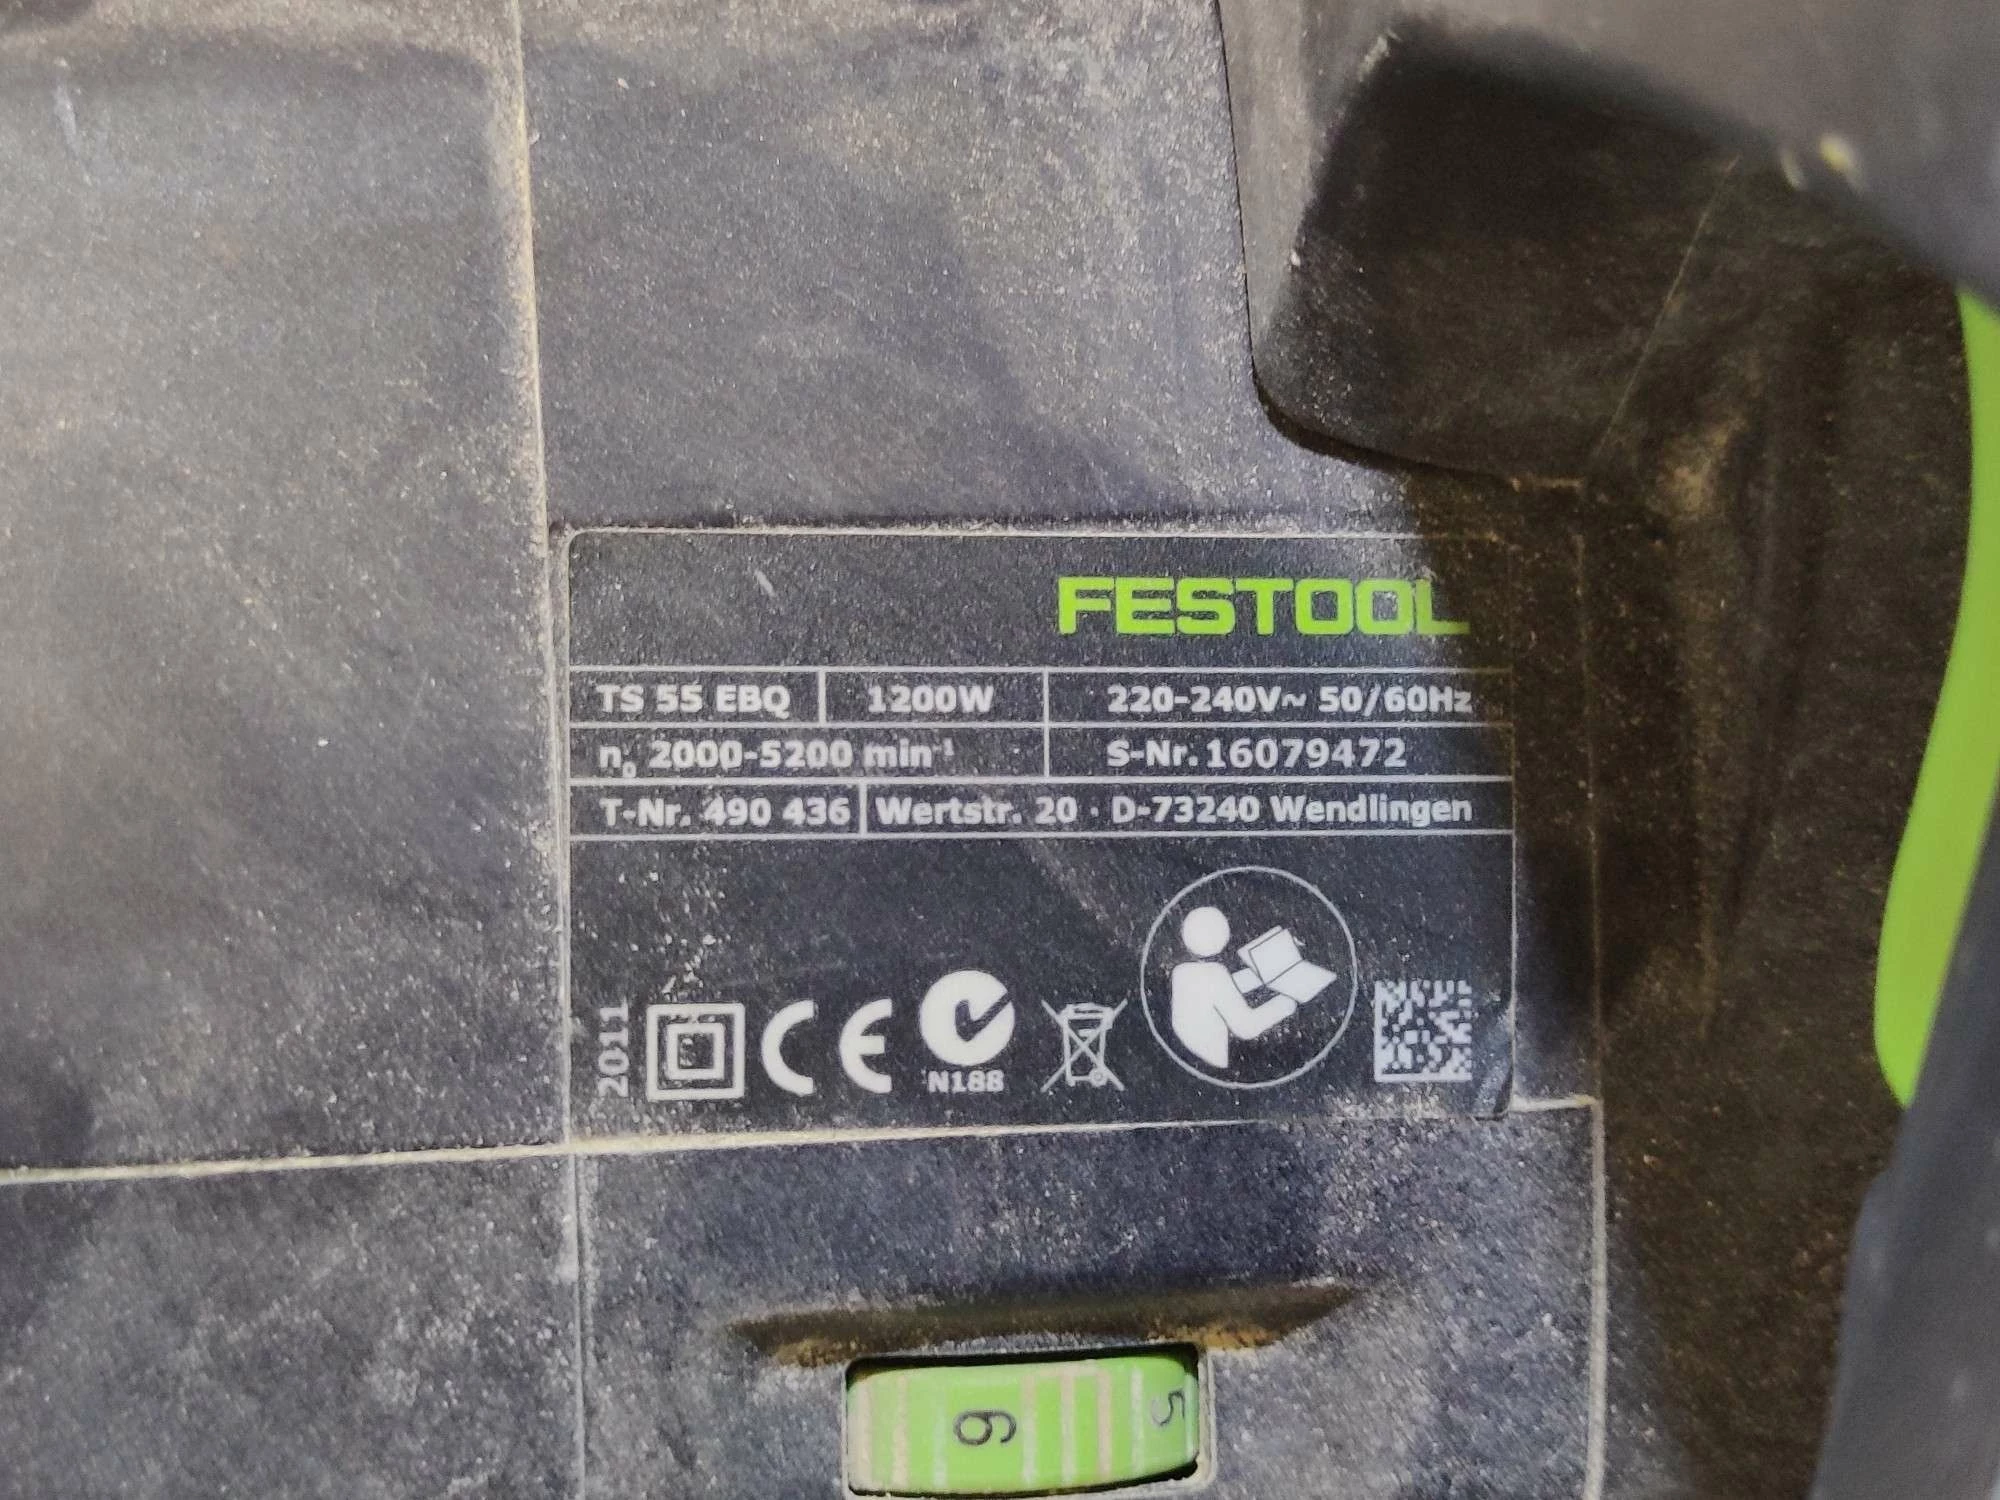 FESTOOL
TS 55 EBQ 1200W 220-240V~ 50/60Hz
n₀ 2000-5200 min⁻¹ S-Nr. 16079472
T-Nr. 490 436 Wertstr. 20 · D-73240 Wendlingen
2011 CE N188
6 5